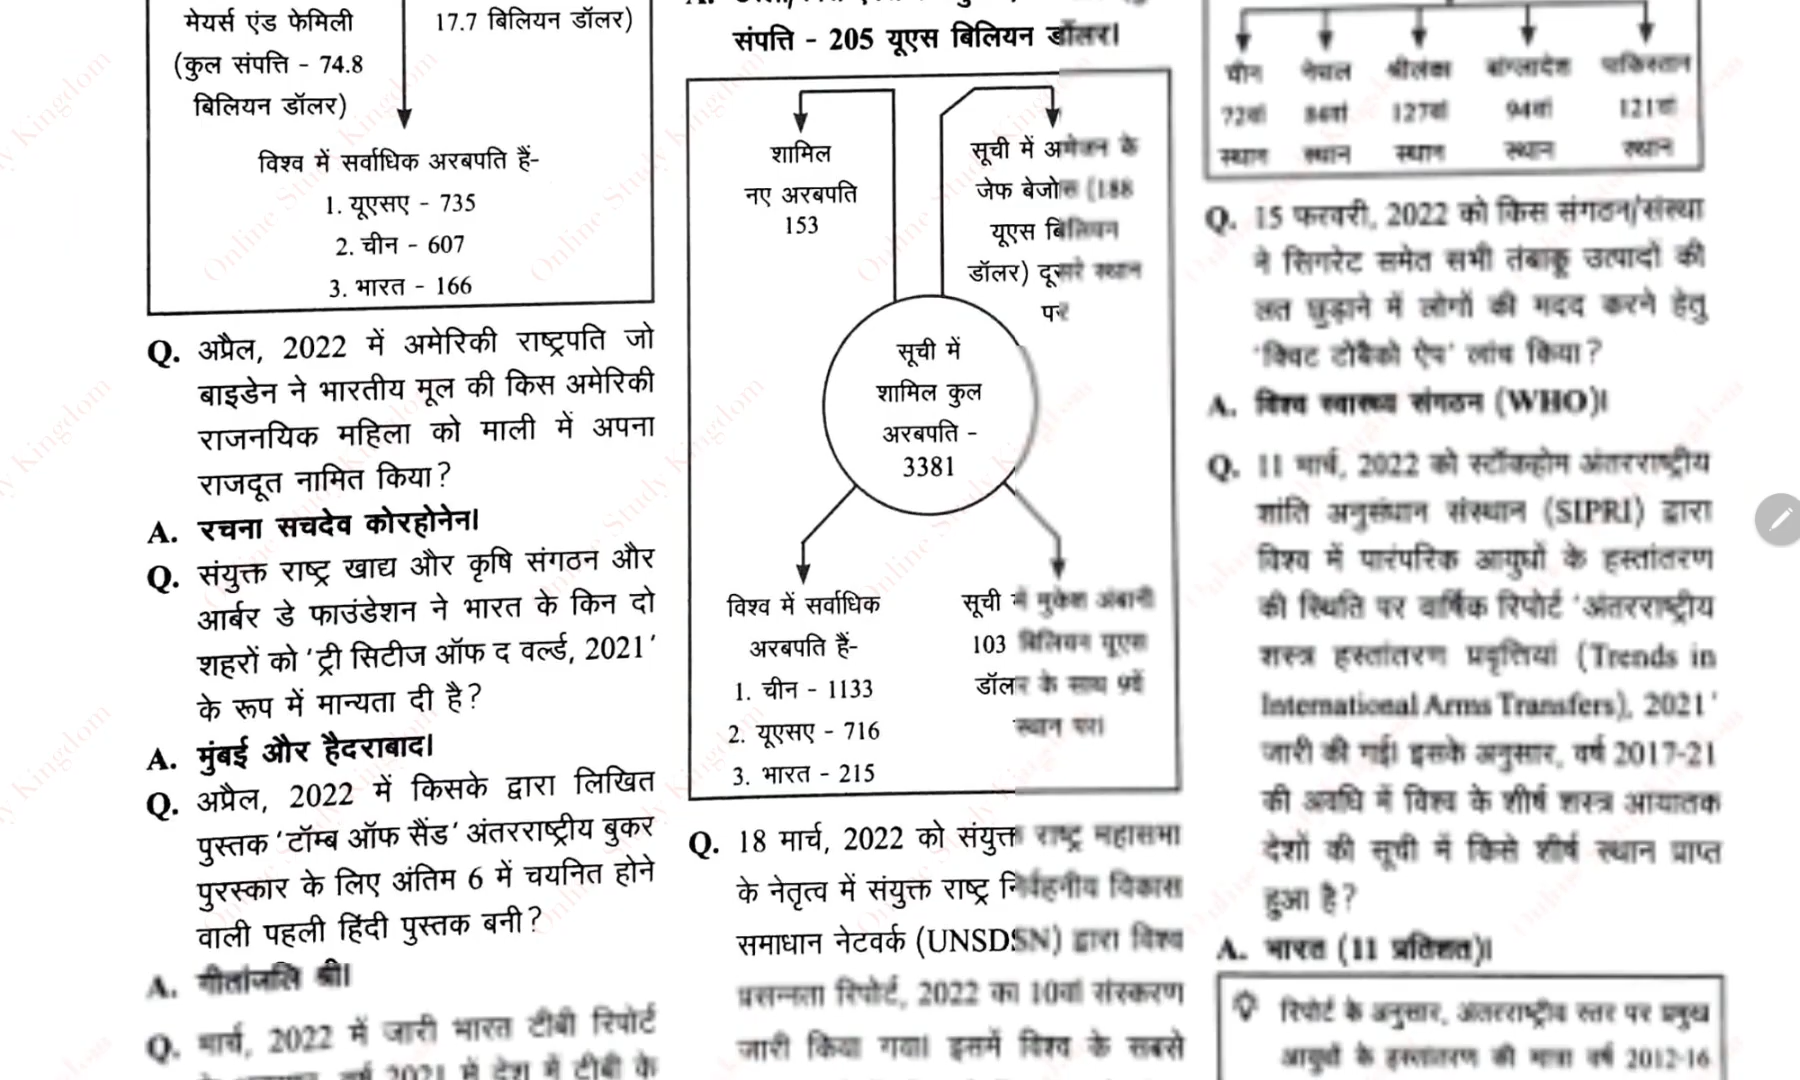 मेयर्स एंड फेमिली
(कुल संपत्ति - 74.8
बिलियन डॉलर)
17.7 बिलियन डॉलर)
विश्व में सर्वाधिक अरबपति हैं-
1. यूएसए - 735
2. चीन - 607
3. भारत - 166
Q. अप्रैल, 2022 में अमेरिकी राष्ट्रपति जो
बाइडेन ने भारतीय मूल की किस अमेरिकी
राजनयिक महिला को माली में अपना
राजदूत नामित किया?
A. रचना सचदेव कोरहोनेन।
Q. संयुक्त राष्ट्र खाद्य और कृषि संगठन और
आर्बर डे फाउंडेशन ने भारत के किन दो
शहरों को 'ट्री सिटीज ऑफ द वर्ल्ड, 2021'
के रूप में मान्यता दी है?
A. मुंबई और हैदराबाद।
Q. अप्रैल, 2022 में किसके द्वारा लिखित
पुस्तक 'टॉम्ब ऑफ सैंड' अंतरराष्ट्रीय बुकर
पुरस्कार के लिए अंतिम 6 में चयनित होने
वाली पहली हिंदी पुस्तक बनी?
A. गीतांजलि श्री।
Q. मार्च, 2022 में जारी भारत टीबी रिपोर्ट
2021 में देश में टीबी के
संपत्ति - 205 यूएस बिलियन डॉलर।
शामिल
नए अरबपति
153
सूची में अमेजन के
जेफ बेजोस (188
यूएस बिलियन
डॉलर) दूसरे स्थान
पर
सूची में
शामिल कुल
अरबपति -
3381
विश्व में सर्वाधिक
अरबपति हैं-
1. चीन - 1133
2. यूएसए - 716
3. भारत - 215
सूची में मुकेश अंबानी
103 बिलियन यूएस
डॉलर के साथ 9वें
स्थान पर।
Q. 18 मार्च, 2022 को संयुक्त राष्ट्र महासभा
के नेतृत्व में संयुक्त राष्ट्र निर्वहनीय विकास
समाधान नेटवर्क (UNSDSN) द्वारा विश्व
प्रसन्नता रिपोर्ट, 2022 का 10वां संस्करण
जारी किया गया। इसमें विश्व के सबसे
चीन नेपाल श्रीलंका बांग्लादेश पाकिस्तान
72वां 84वां 127वां 94वां 121वां
स्थान स्थान स्थान स्थान स्थान
Q. 15 फरवरी, 2022 को किस संगठन/संस्था
ने सिगरेट समेत सभी तंबाकू उत्पादों की
लत छुड़ाने में लोगों की मदद करने हेतु
'क्विट टोबैको ऐप' लांच किया?
A. विश्व स्वास्थ्य संगठन (WHO)।
Q. 11 मार्च, 2022 को स्टॉकहोम अंतरराष्ट्रीय
शांति अनुसंधान संस्थान (SIPRI) द्वारा
विश्व में पारंपरिक आयुधों के हस्तांतरण
की स्थिति पर वार्षिक रिपोर्ट 'अंतरराष्ट्रीय
शस्त्र हस्तांतरण प्रवृत्तियां (Trends in
International Arms Transfers), 2021'
जारी की गई। इसके अनुसार, वर्ष 2017-21
की अवधि में विश्व के शीर्ष शस्त्र आयातक
देशों की सूची में किसे शीर्ष स्थान प्राप्त
हुआ है?
A. भारत (11 प्रतिशत)।
रिपोर्ट के अनुसार, अंतरराष्ट्रीय स्तर पर प्रमुख
आयुधों के हस्तांतरण की मात्रा वर्ष 2012-16